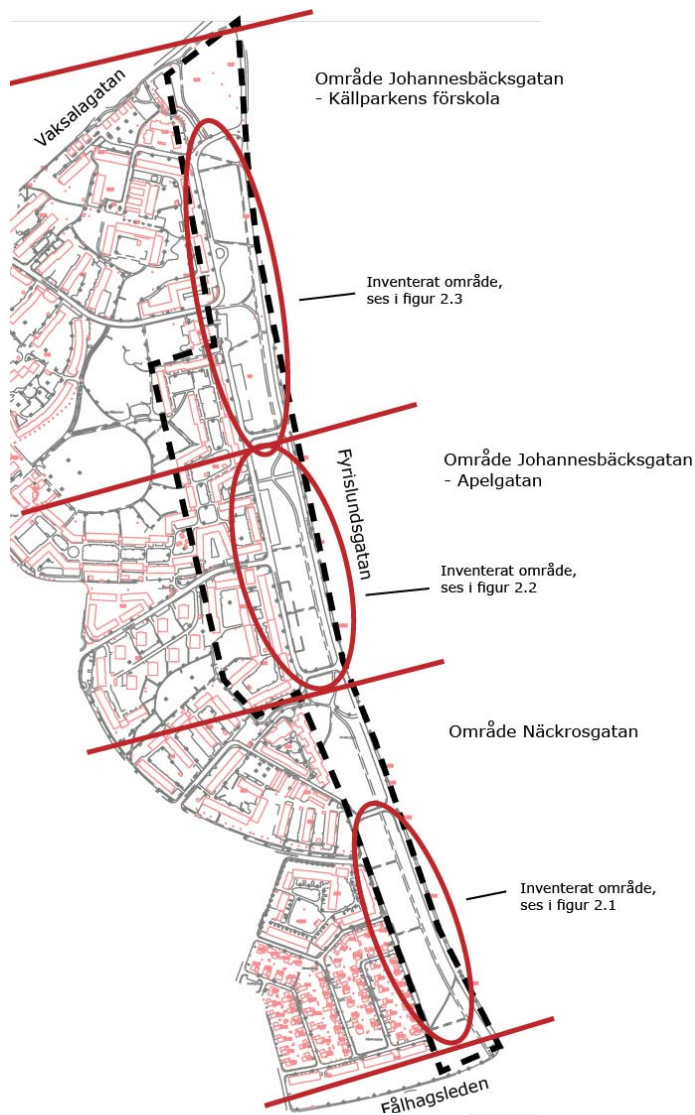 Område Johannesbäcksgatan
- Källparkens förskola
Vaksalagatan
Inventerat område,
ses i figur 2.3
Område Johannesbäcksgatan
- Apelgatan
Fyrislundsgatan
Inventerat område,
ses i figur 2.2
Område Näckrosgatan
Inventerat område,
ses i figur 2.1
Fålhagsleden